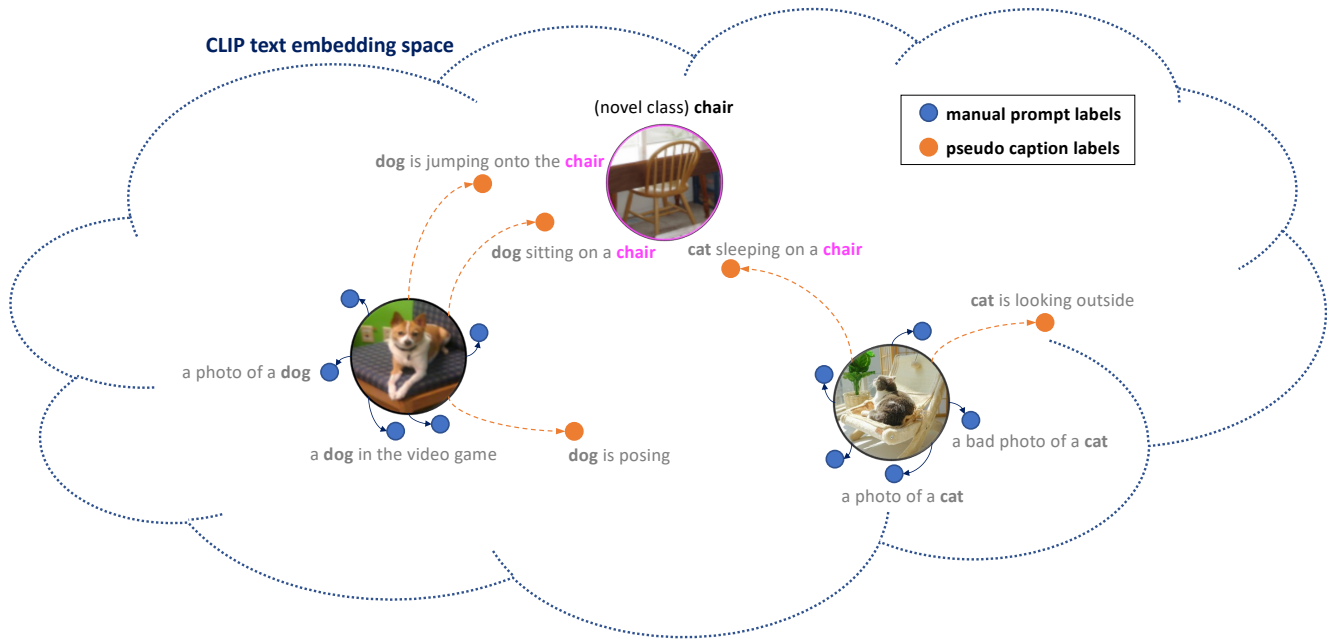 CLIP text embedding space
(novel class) chair
manual prompt labels
pseudo caption labels
dog is jumping onto the chair
dog sitting on a chair
cat sleeping on a chair
cat is looking outside
a photo of a dog
a bad photo of a cat
a dog in the video game
dog is posing
a photo of a cat